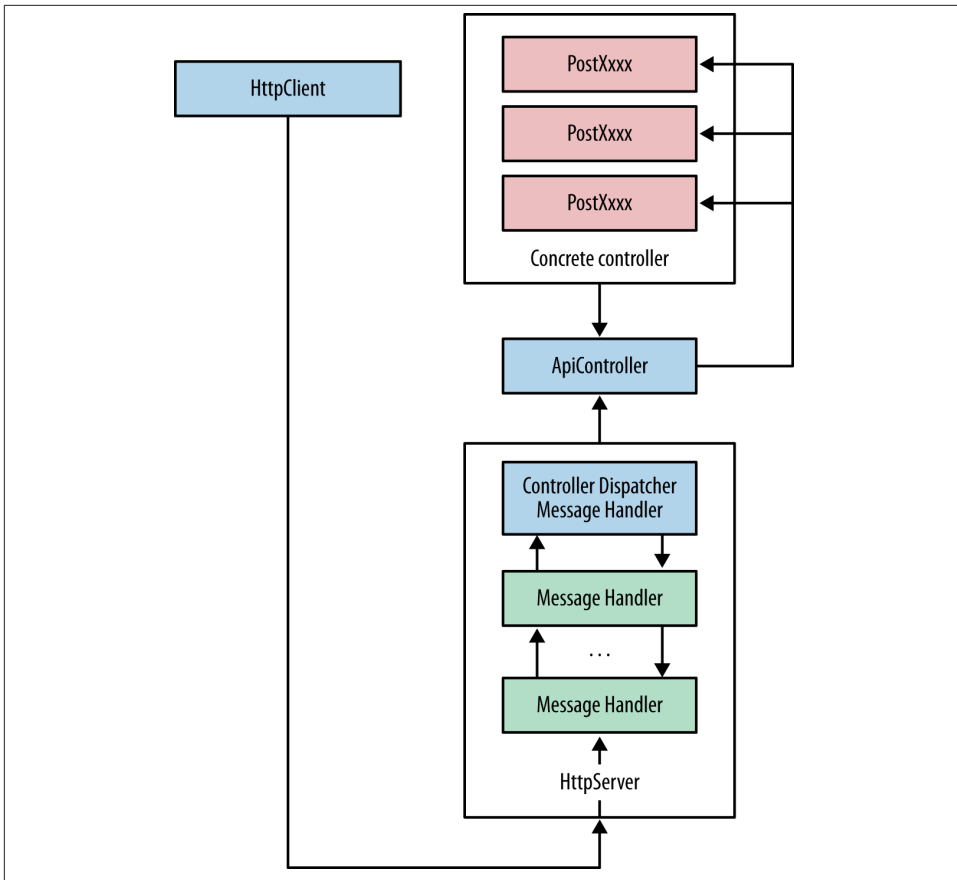 HttpClient
PostXxxx
PostXxxx
PostXxxx
Concrete controller
ApiController
Controller Dispatcher
Message Handler
Message Handler
...
Message Handler
HttpServer